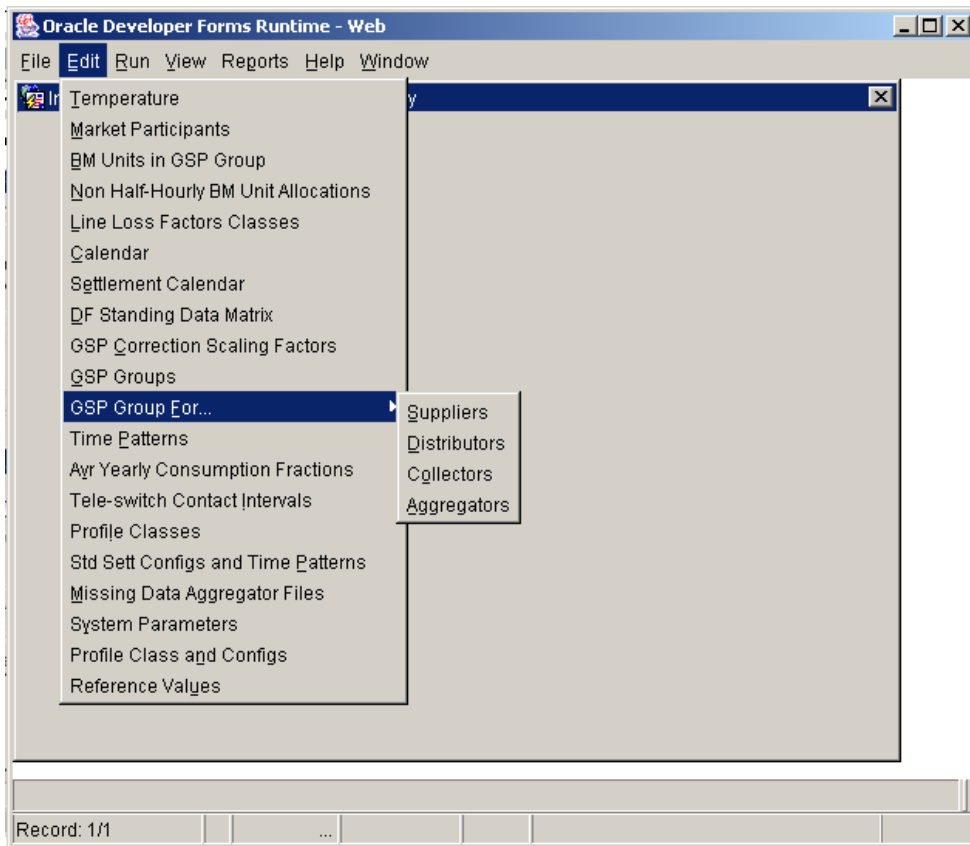 Oracle Developer Forms Runtime - Web
File Edit Run View Reports Help Window
In y
Temperature
Market Participants
BM Units in GSP Group
Non Half-Hourly BM Unit Allocations
Line Loss Factors Classes
Calendar
Settlement Calendar
DF Standing Data Matrix
GSP Correction Scaling Factors
GSP Groups
GSP Group For...
Suppliers
Distributors
Collectors
Aggregators
Time Patterns
Avr Yearly Consumption Fractions
Tele-switch Contact Intervals
Profile Classes
Std Sett Configs and Time Patterns
Missing Data Aggregator Files
System Parameters
Profile Class and Configs
Reference Values
Record: 1/1 ...